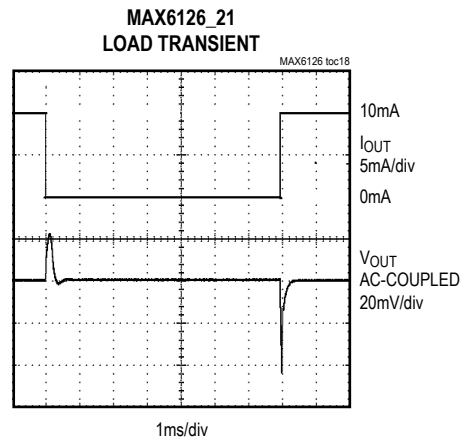 MAX6126_21
LOAD TRANSIENT
MAX6126 toc18
10mA
IOUT
5mA/div
0mA
VOUT
AC-COUPLED
20mV/div
1ms/div